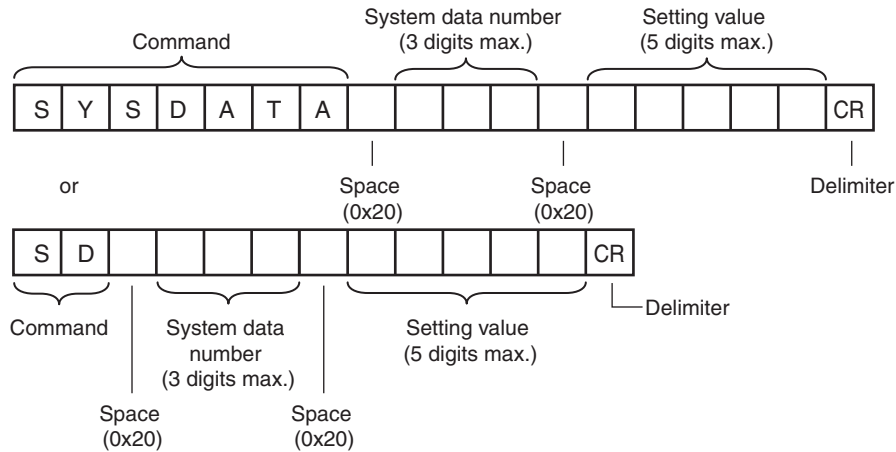 Command
System data number
(3 digits max.)
Setting value
(5 digits max.)
S Y S D A T A CR
or
Space
(0x20)
Space
(0x20)
Delimiter
S D CR
Command
System data
number
(3 digits max.)
Setting value
(5 digits max.)
Delimiter
Space
(0x20)
Space
(0x20)